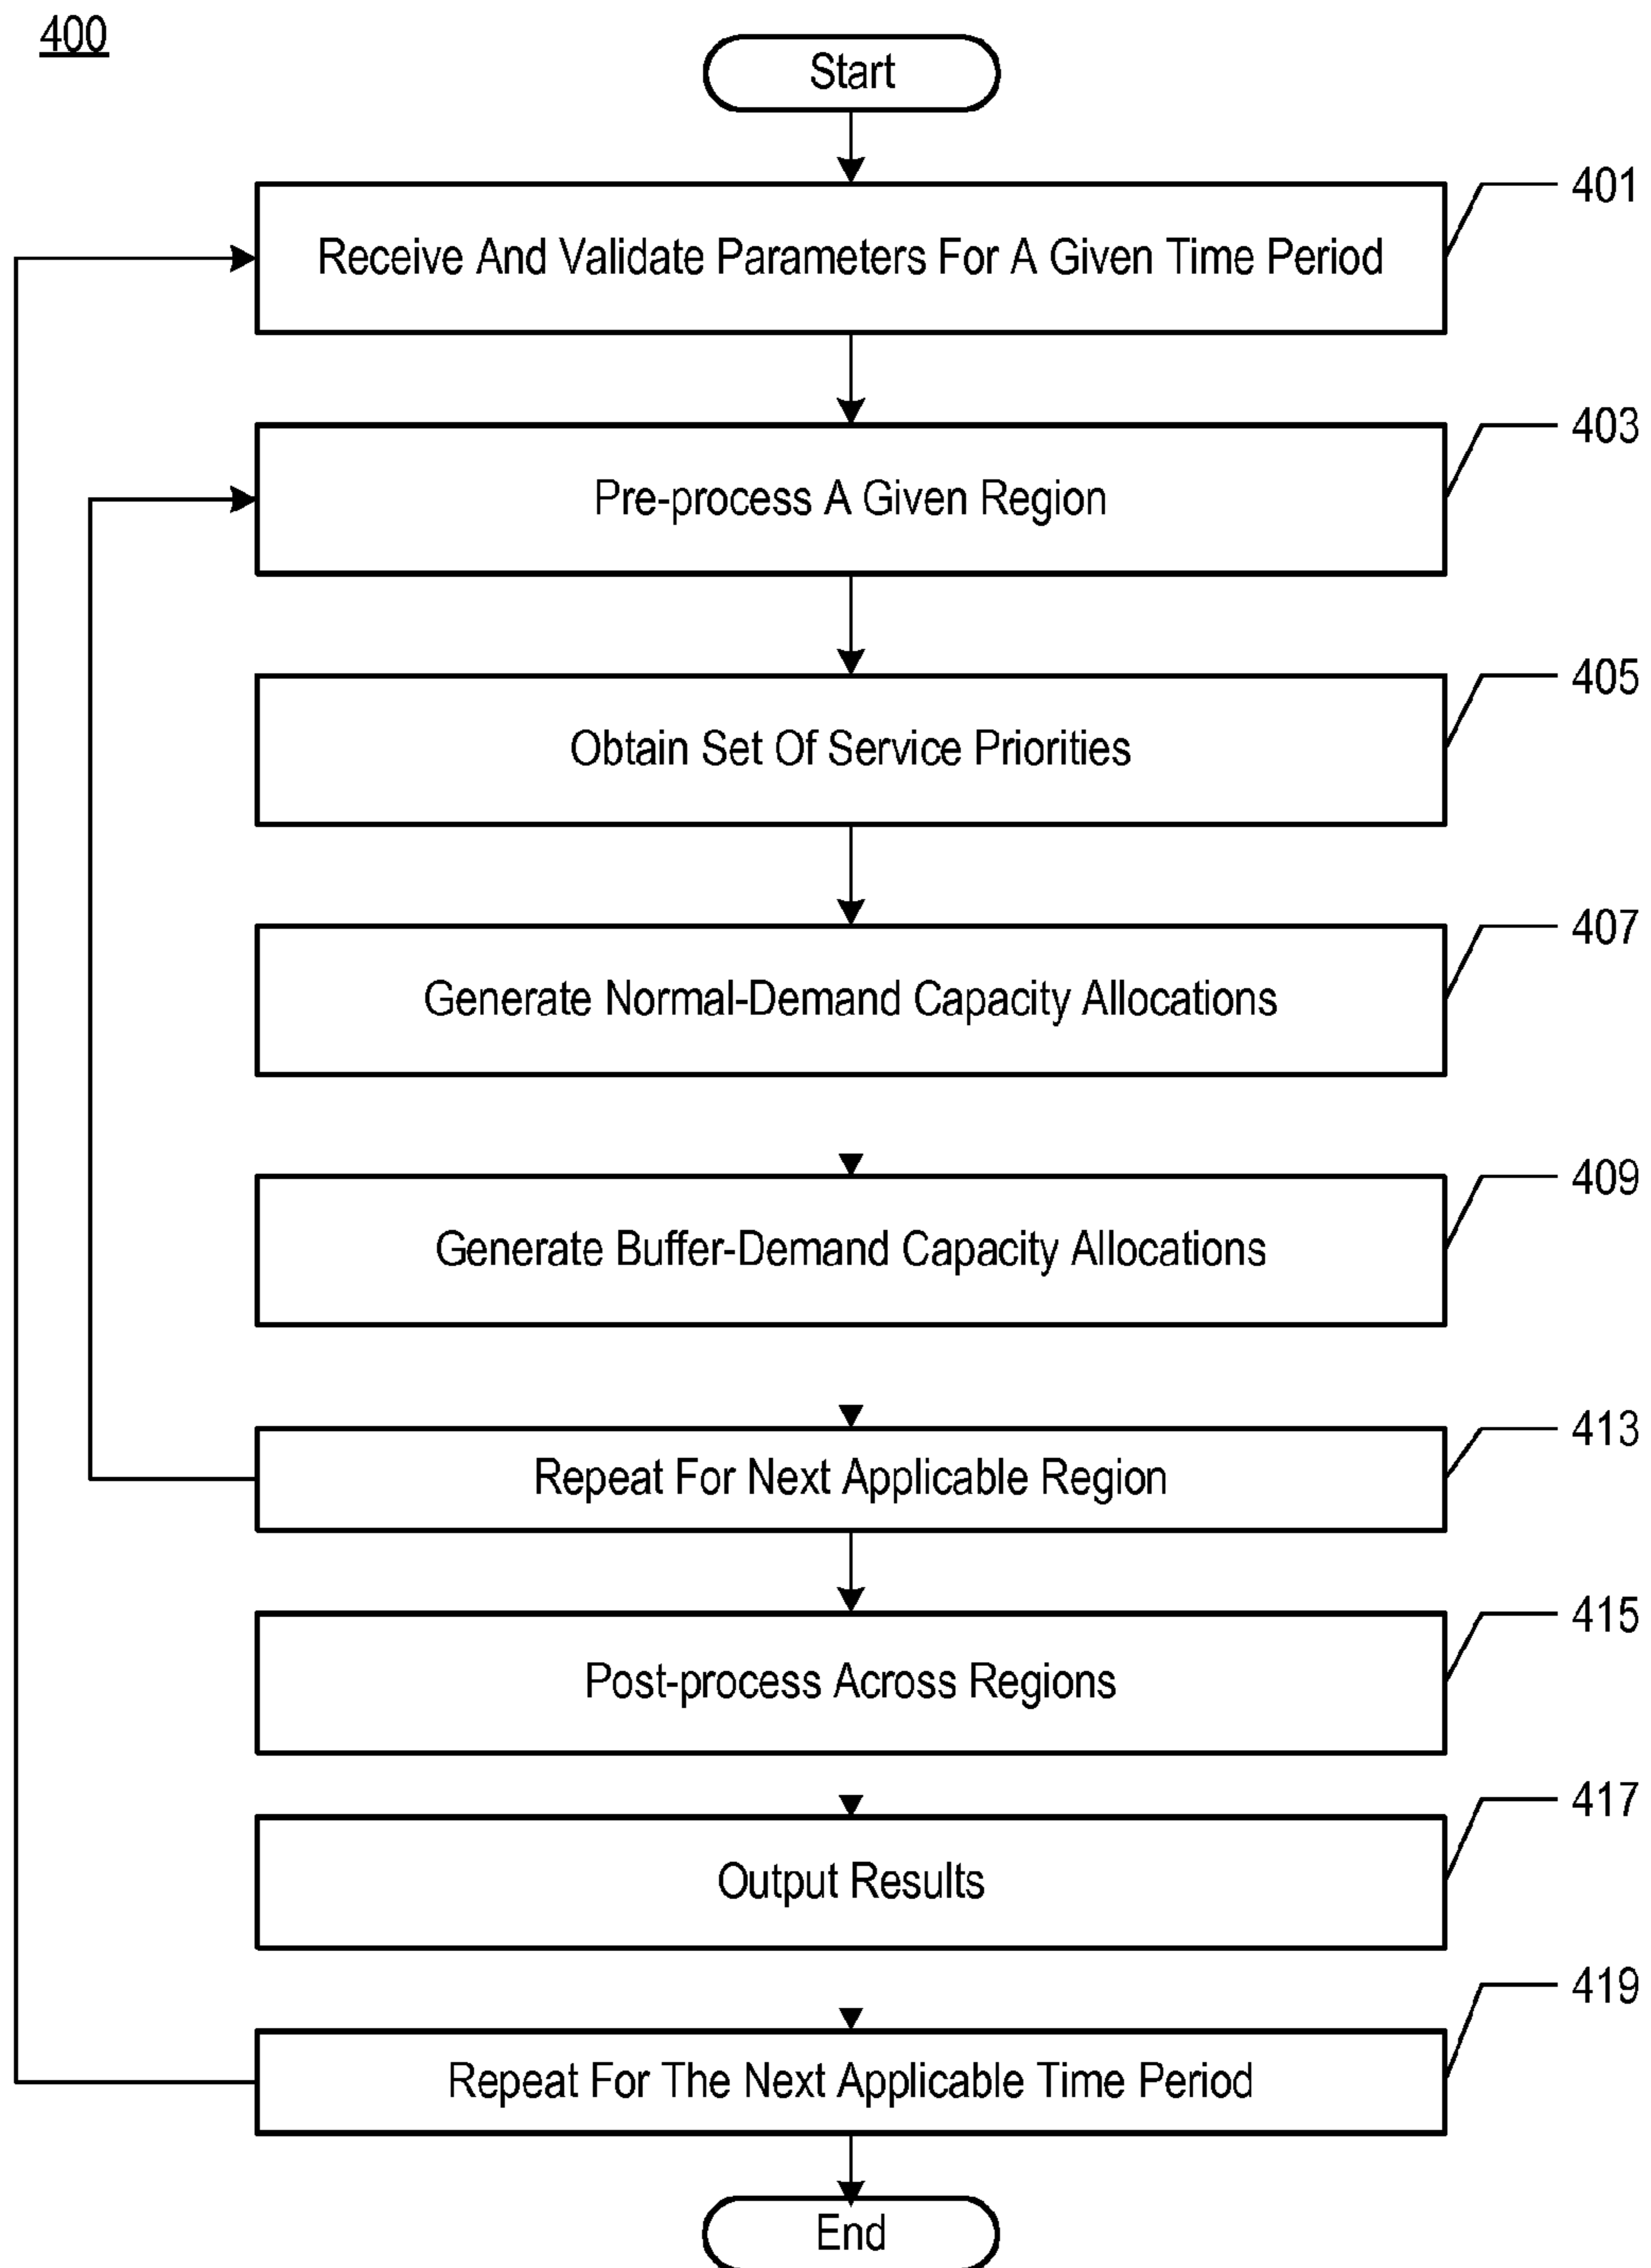 400
Start
401
Receive And Validate Parameters For A Given Time Period
403
Pre-process A Given Region
405
Obtain Set Of Service Priorities
407
Generate Normal-Demand Capacity Allocations
409
Generate Buffer-Demand Capacity Allocations
413
Repeat For Next Applicable Region
415
Post-process Across Regions
417
Output Results
419
Repeat For The Next Applicable Time Period
End